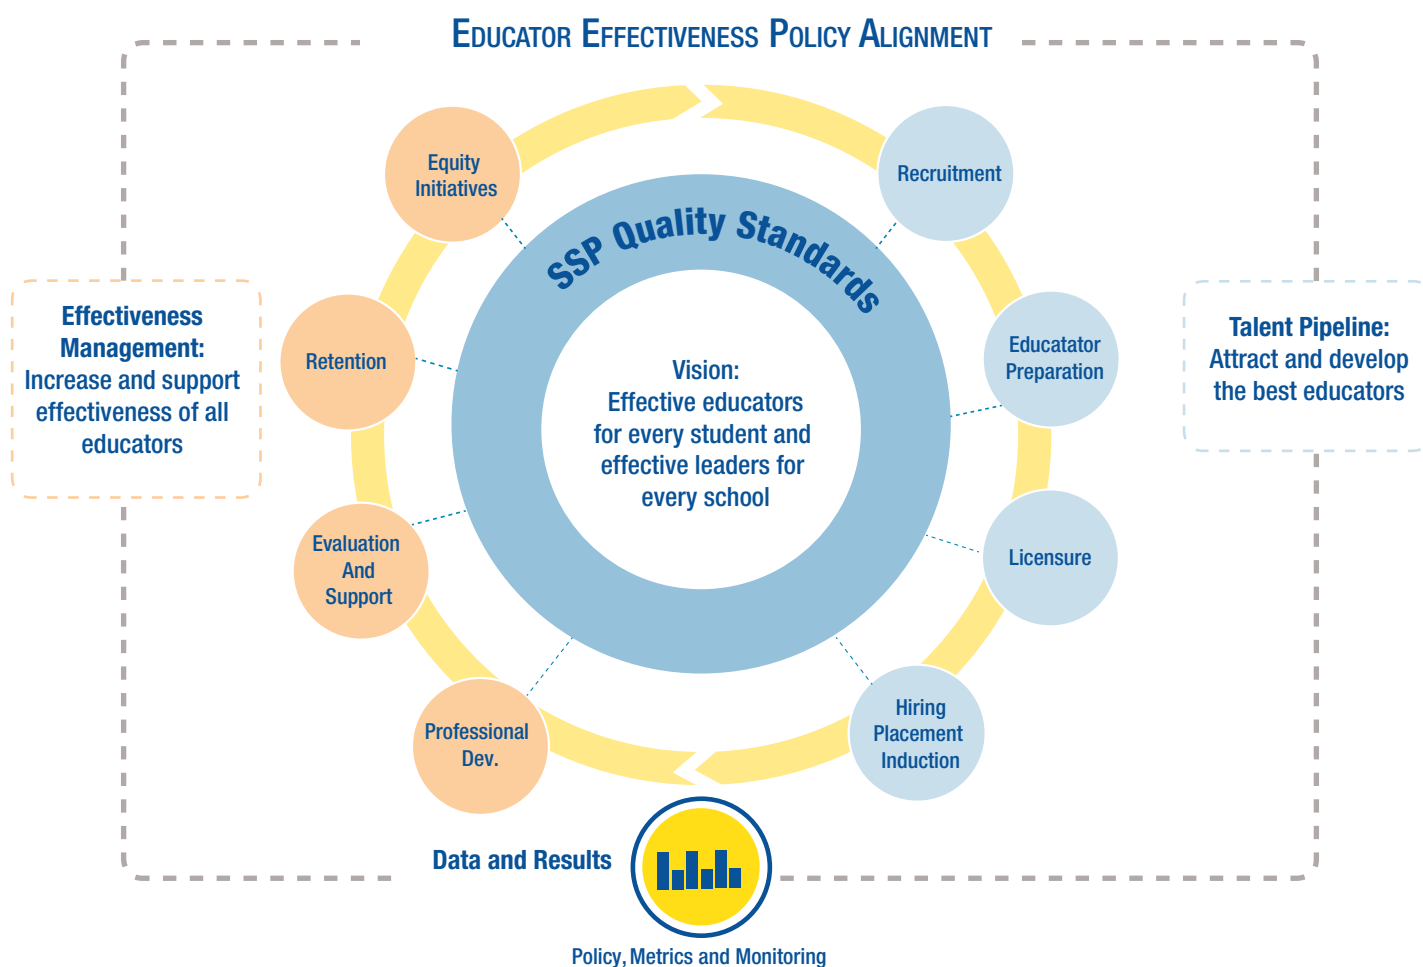 EDUCATOR EFFECTIVENESS POLICY ALIGNMENT
Equity
Initiatives
Recruitment
SSP Quality Standards
Effectiveness
Management:
Increase and support
effectiveness of all
educators
Retention
Vision:
Effective educators
for every student and
effective leaders for
every school
Educatator
Preparation
Talent Pipeline:
Attract and develop
the best educators
Evaluation
And
Support
Licensure
Professional
Dev.
Hiring
Placement
Induction
Data and Results
Policy, Metrics and Monitoring